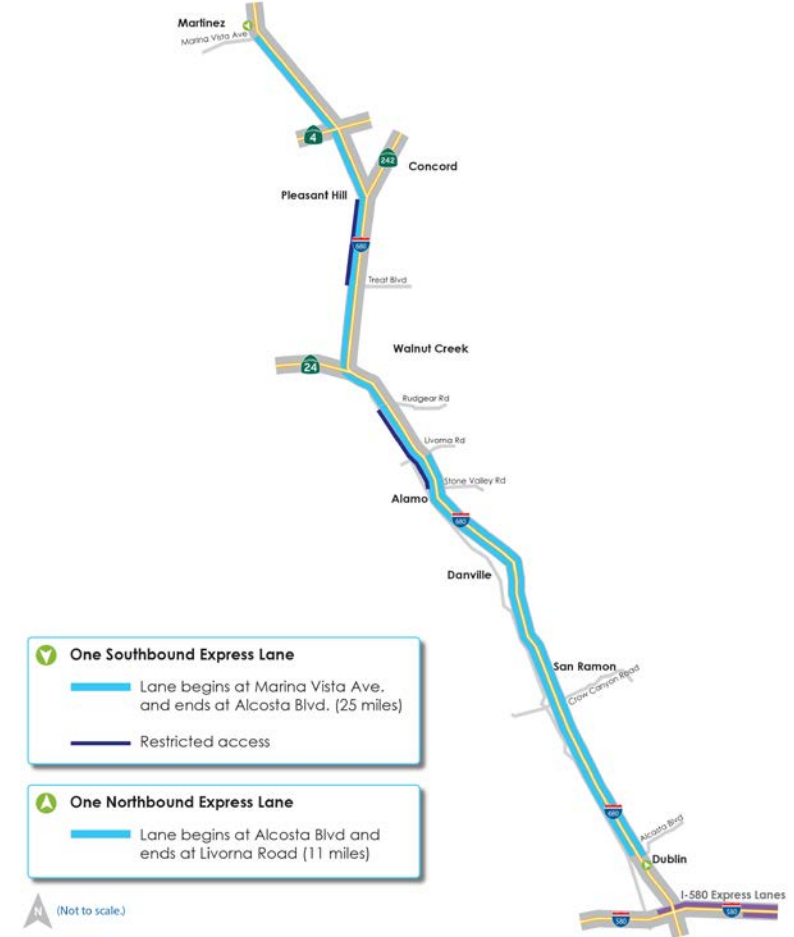 Martinez
Marina Vista Ave
4
242
Concord
Pleasant Hill
680
Treat Blvd
Walnut Creek
24
Rudgear Rd
Livorna Rd
Stone Valley Rd
Alamo
680
Danville
San Ramon
Crow Canyon Road
680
Alcosta Blvd
Dublin
I-580 Express Lanes
580
580
One Southbound Express Lane
Lane begins at Marina Vista Ave.
and ends at Alcosta Blvd. (25 miles)
Restricted access
One Northbound Express Lane
Lane begins at Alcosta Blvd and
ends at Livorna Road (11 miles)
N
(Not to scale.)